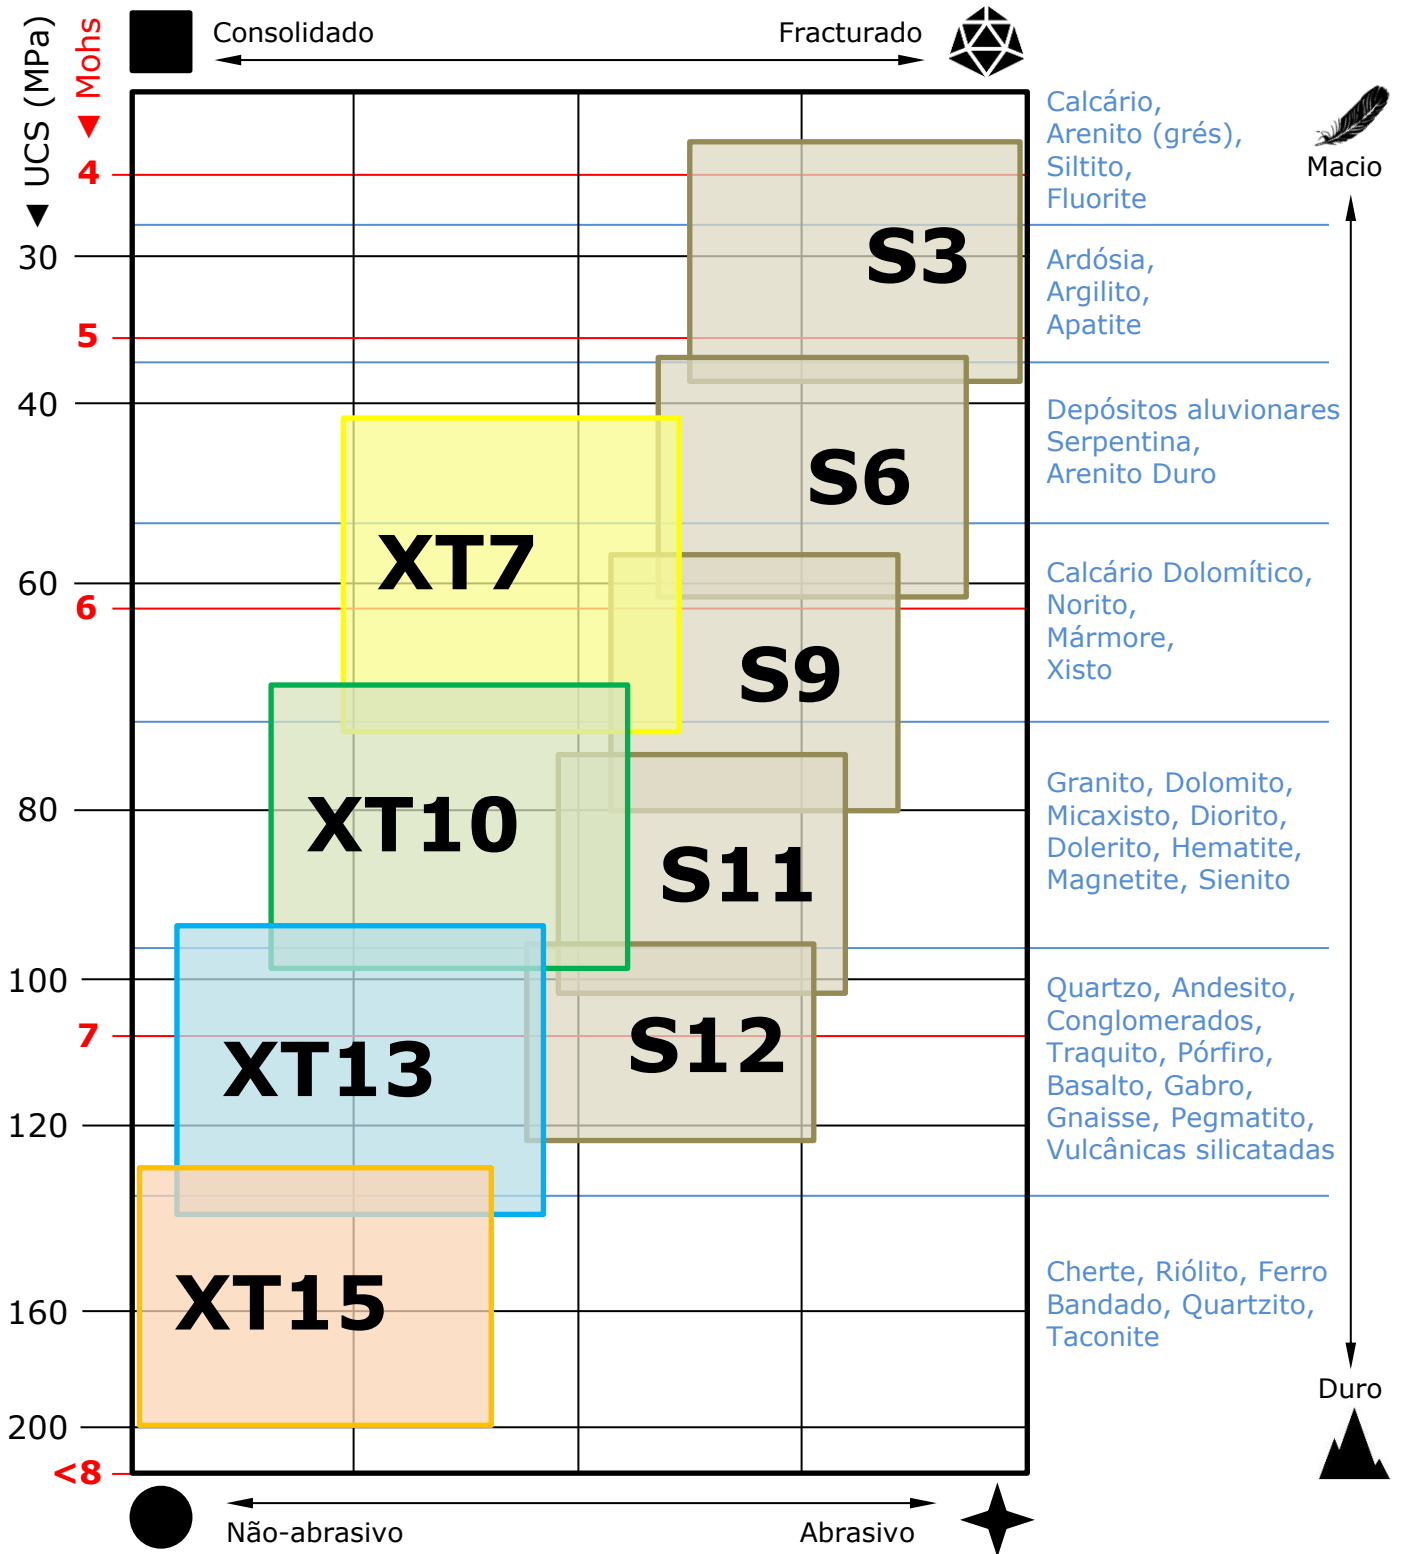 ◄ UCS (MPa)
◄ Mohs
Consolidado
Fracturado
Macio
4
30
5
40
60
6
80
100
7
120
160
200
<8
S3
S6
XT7
S9
XT10
S11
XT13
S12
XT15
Calcário,
Arenito (grés),
Siltito,
Fluorite
Ardósia,
Argilito,
Apatite
Depósitos aluvionares
Serpentina,
Arenito Duro
Calcário Dolomítico,
Norito,
Mármore,
Xisto
Granito, Dolomito,
Micaxisto, Diorito,
Dolerito, Hematite,
Magnetite, Sienito
Quartzo, Andesito,
Conglomerados,
Traquito, Pórfiro,
Basalto, Gabro,
Gnaisse, Pegmatito,
Vulcânicas silicatadas
Cherte, Riólito, Ferro
Bandado, Quartzito,
Taconite
Duro
Não-abrasivo
Abrasivo